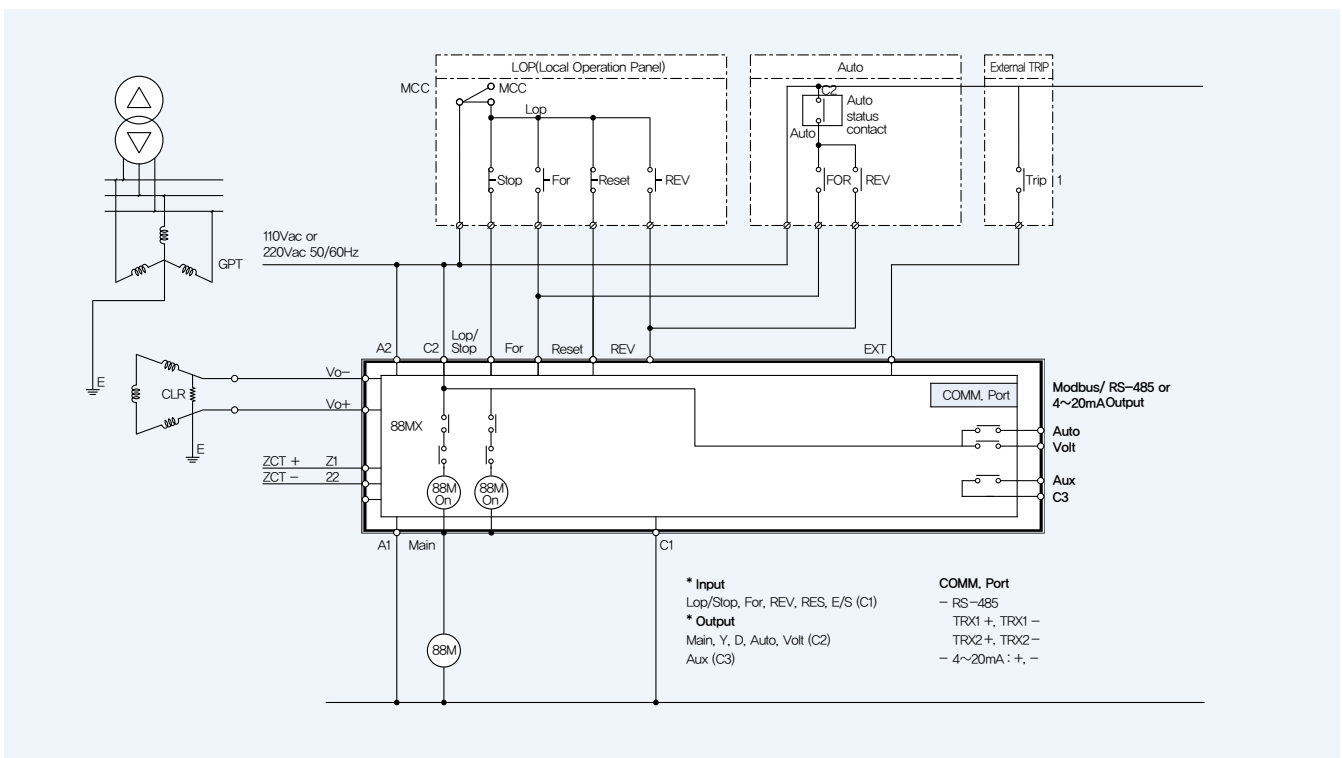 LOP(Local Operation Panel)
Auto
External TRIP
MCC
MCC
Lop
C2
Auto
status
contact
Auto
Stop
For
Reset
REV
FOR
REV
Trip 1
110Vac or
220Vac 50/60Hz
GPT
A2
C2
Lop/
Stop
For
Reset
REV
EXT
E
CLR
E
Vo-
Vo+
ZCT + Z1
ZCT - 22
88MX
88M
On
88M
On
COMM. Port
Modbus/ RS-485 or
4~20mA Output
Auto
Volt
Aux
C3
A1
Main
C1
88M
* Input
Lop/Stop, For, REV, RES, E/S (C1)
* Output
Main, Y, D, Auto, Volt (C2)
Aux (C3)
COMM. Port
- RS-485
TRX1 +, TRX1 -
TRX2 +, TRX2 -
- 4~20mA : +, -